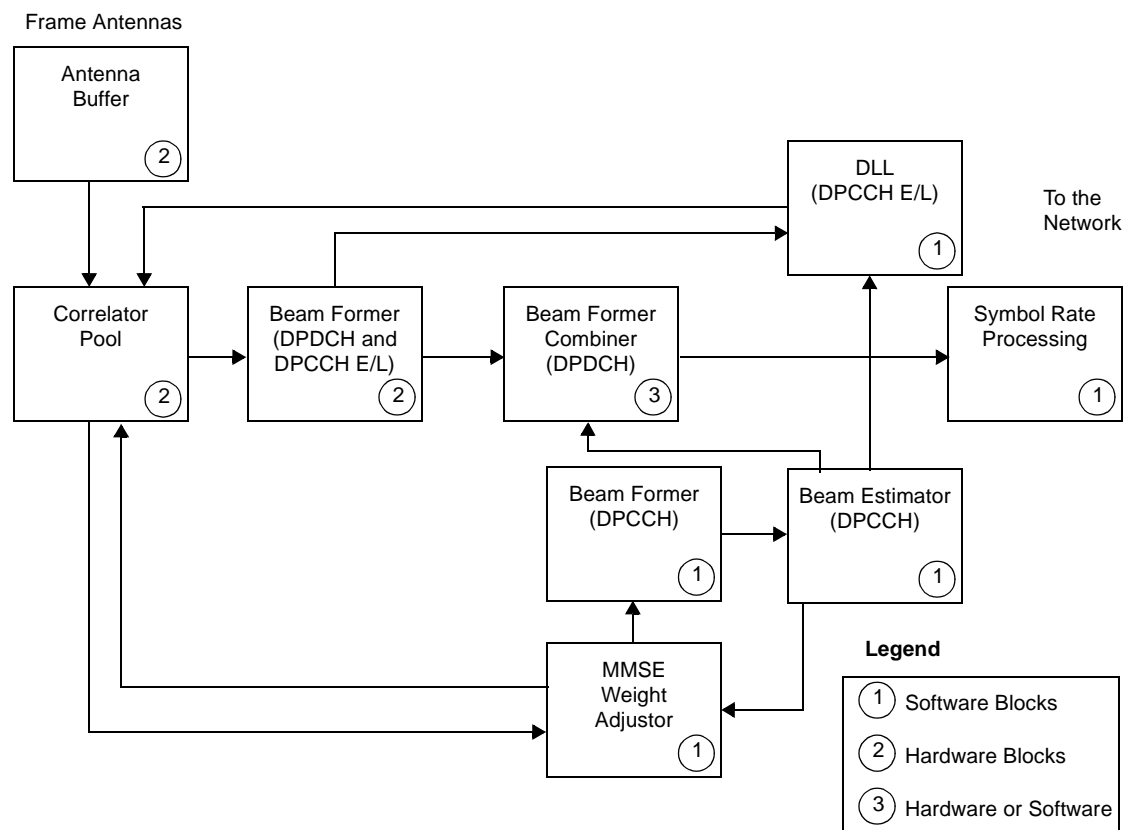 Frame Antennas
Antenna
Buffer
2
DLL
(DPCCH E/L)
1
To the
Network
Correlator
Pool
2
Beam Former
(DPDCH and
DPCCH E/L)
2
Beam Former
Combiner
(DPDCH)
3
Symbol Rate
Processing
1
Beam Former
(DPCCH)
1
Beam Estimator
(DPCCH)
1
MMSE
Weight
Adjustor
1
Legend
1 Software Blocks
2 Hardware Blocks
3 Hardware or Software